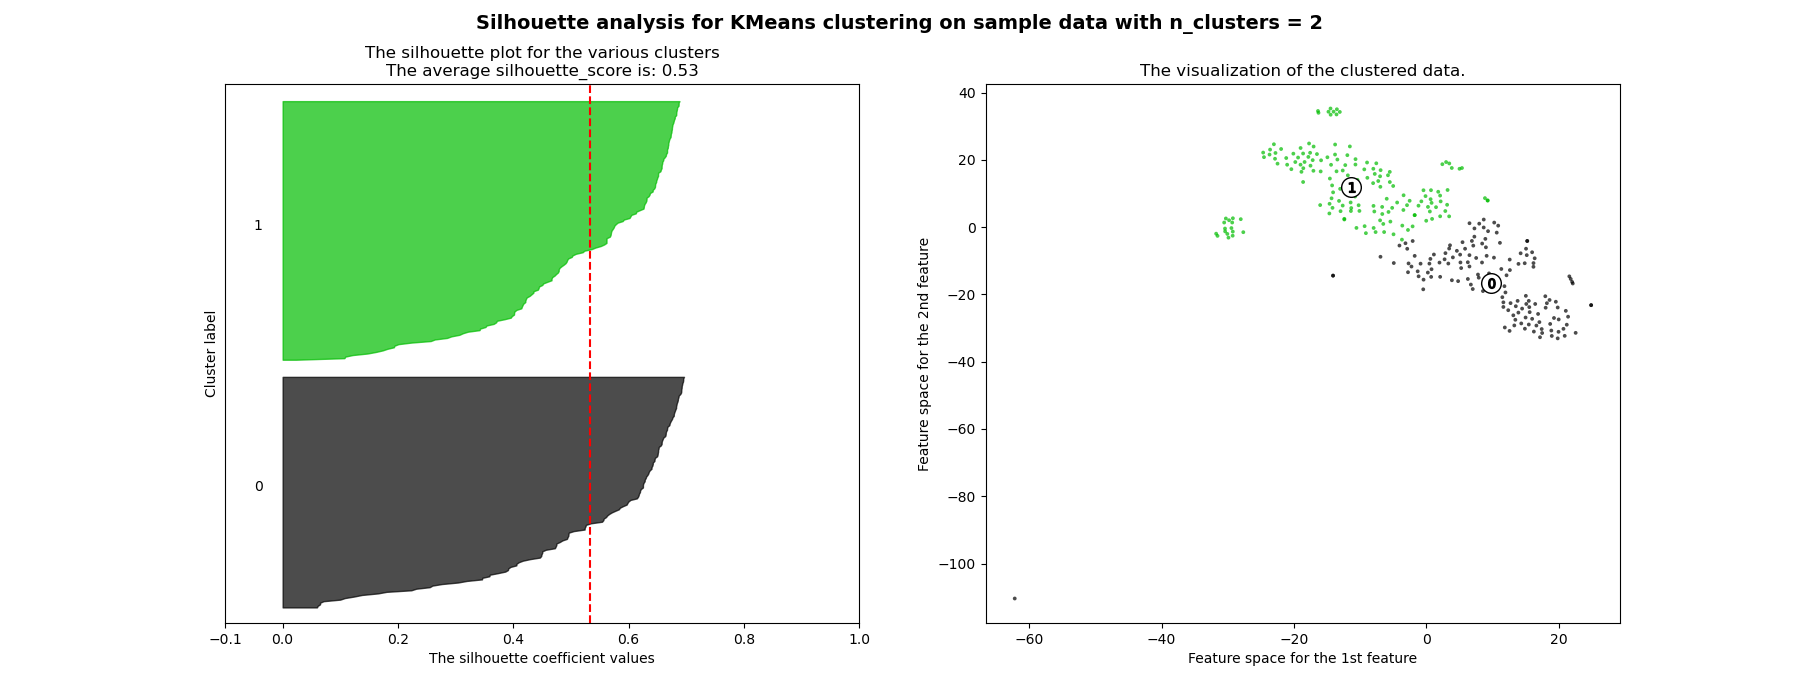 Silhouette analysis for KMeans clustering on sample data with n_clusters = 2
The silhouette plot for the various clusters
The average silhouette_score is: 0.53
1
0
Cluster label
−0.1 0.0 0.2 0.4 0.6 0.8 1.0
The silhouette coefficient values
The visualization of the clustered data.
40
20
0
−20
−40
−60
−80
−100
Feature space for the 2nd feature
1
0
−60 −40 −20 0 20
Feature space for the 1st feature